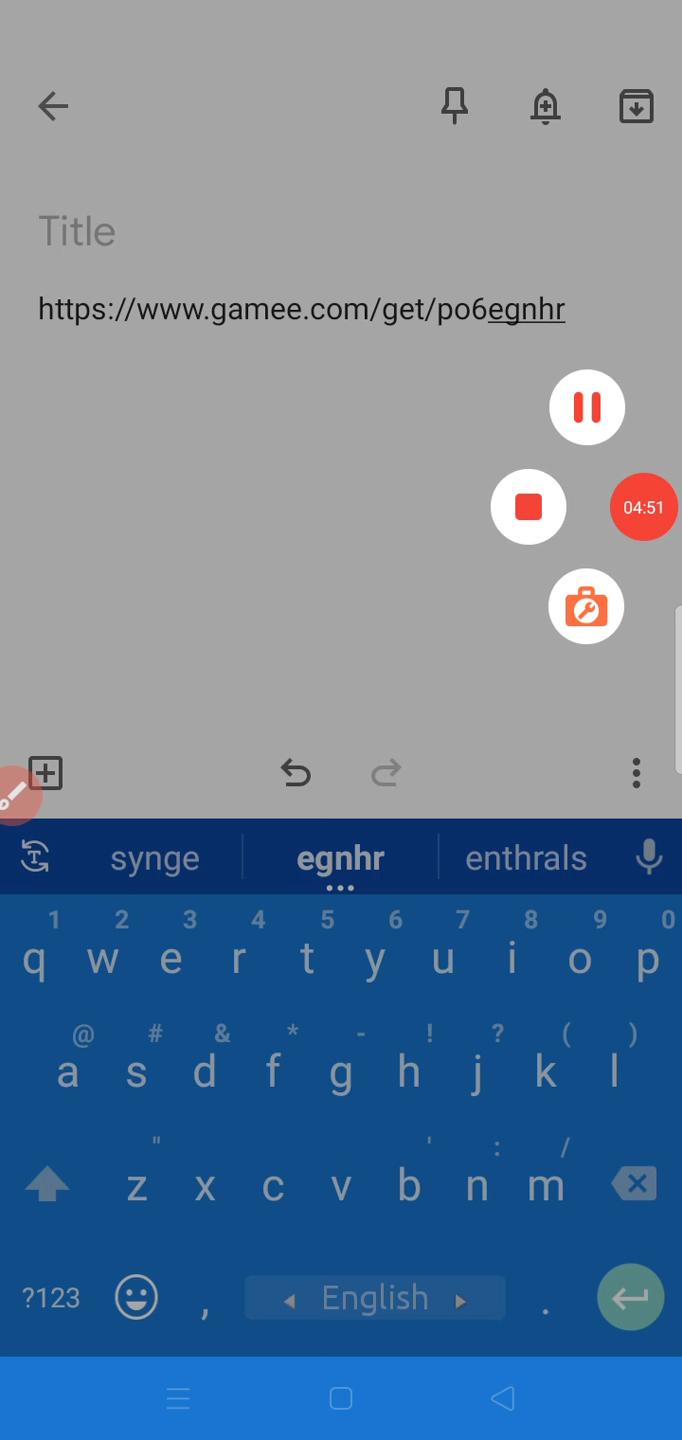 Title
https://www.gamee.com/get/po6egnhr
04:51
synge egnhr enthrals
1 2 3 4 5 6 7 8 9 0
q w e r t y u i o p
@ # & * - ! ? ( )
a s d f g h j k l
" ' : /
z x c v b n m
?123 , English .